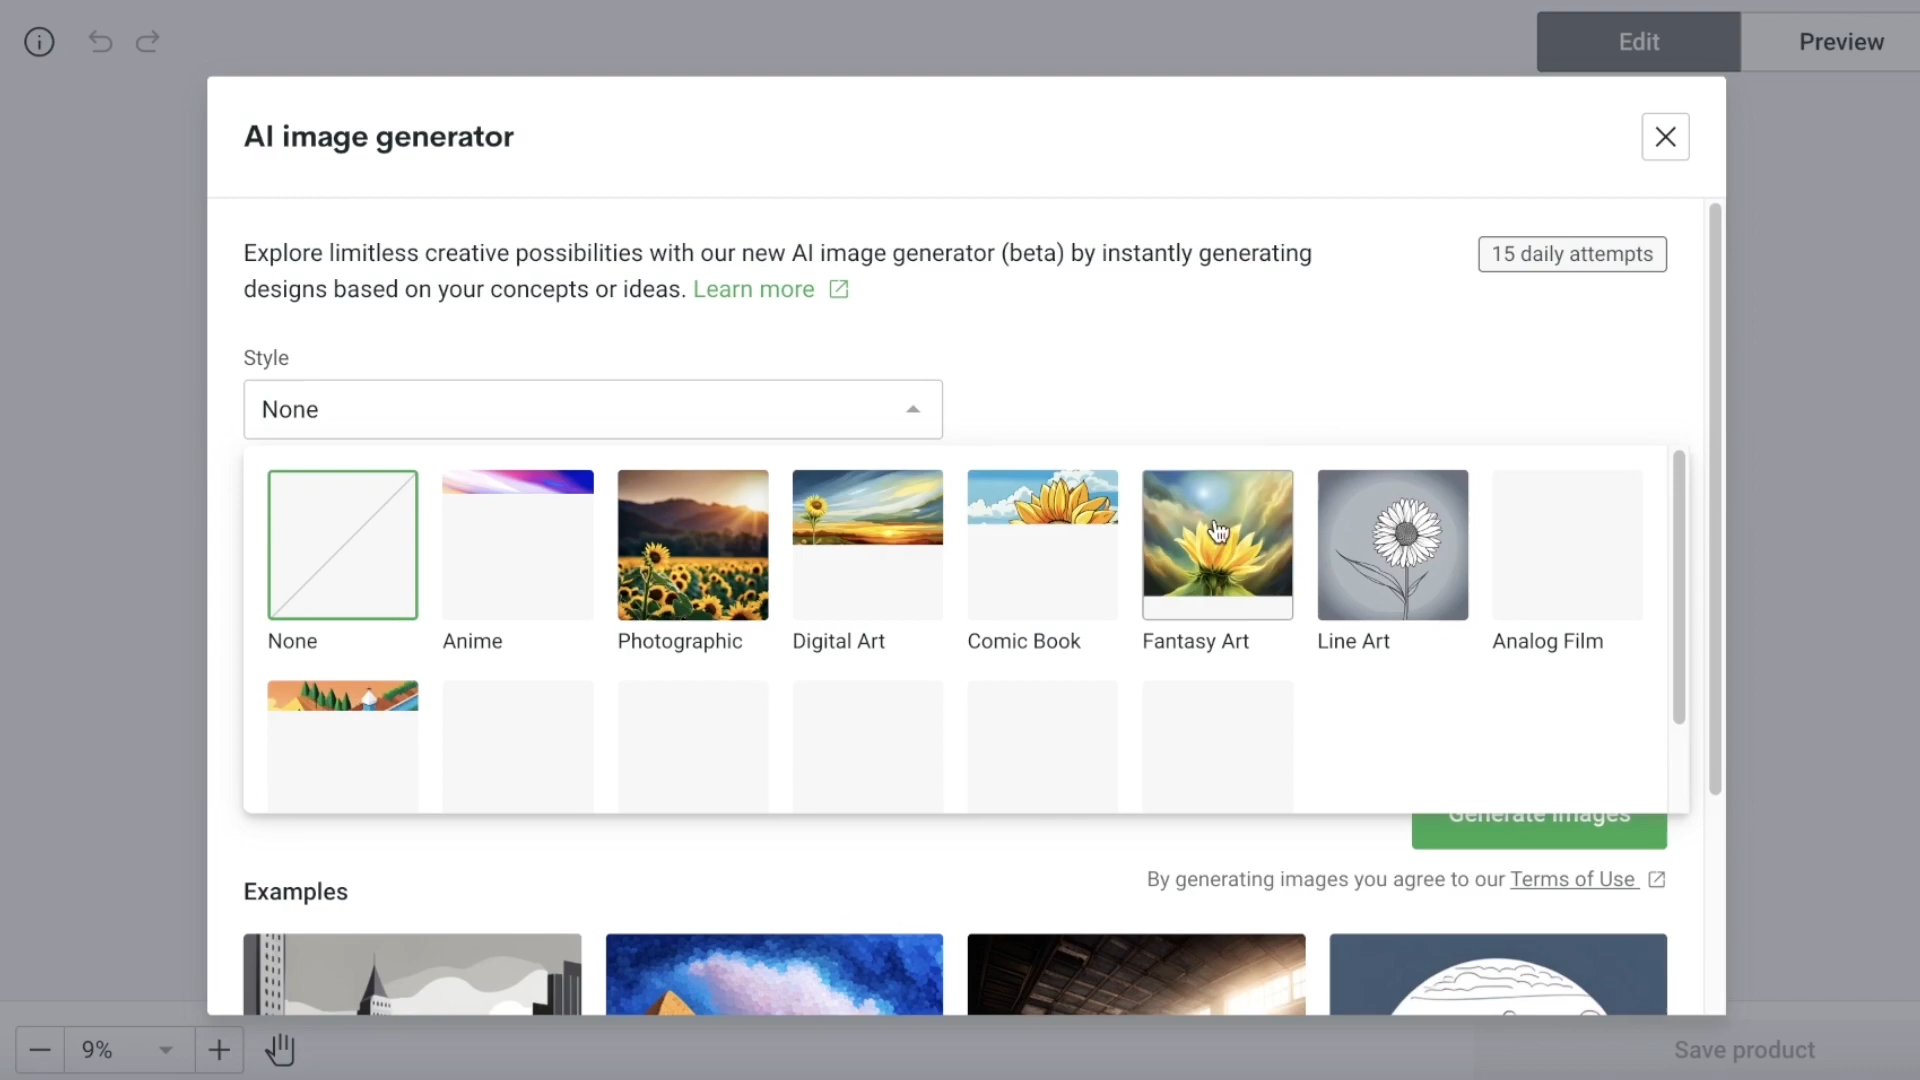 Edit
Preview
AI image generator
Explore limitless creative possibilities with our new AI image generator (beta) by instantly generating
designs based on your concepts or ideas. Learn more
15 daily attempts
Style
None
None
Anime
Photographic
Digital Art
Comic Book
Fantasy Art
Line Art
Analog Film
Generate images
By generating images you agree to our Terms of Use
Examples
9%
Save product